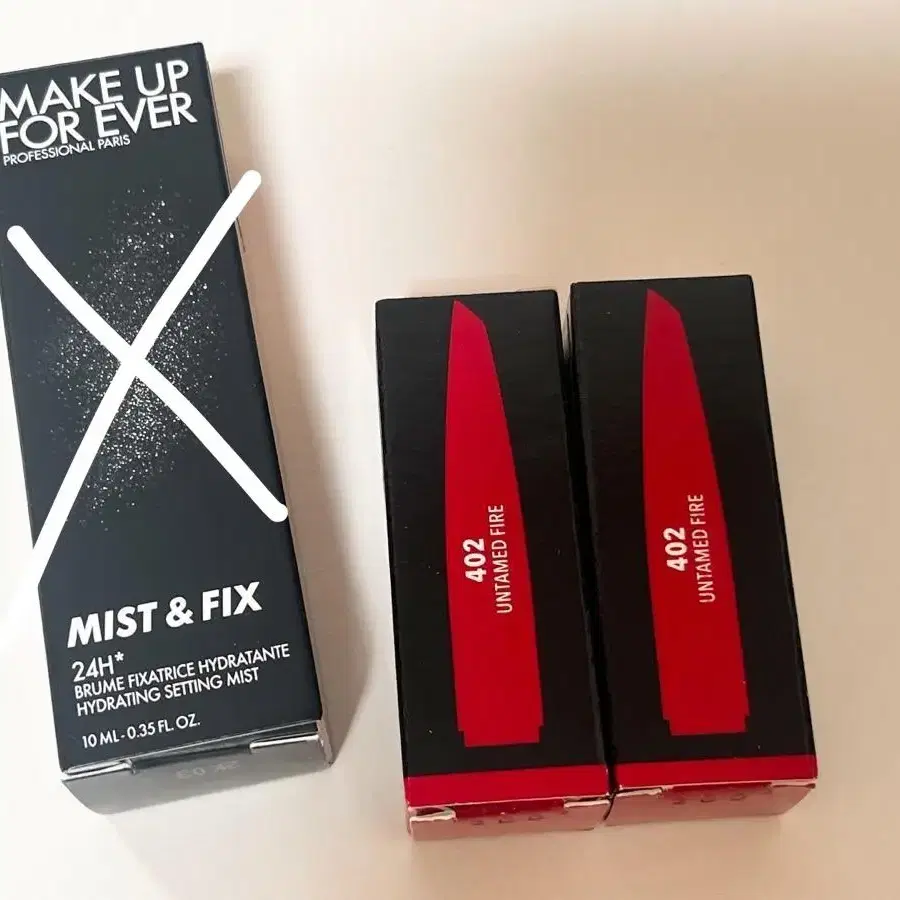 MAKE UP
FOR EVER
PROFESSIONAL PARIS
MIST & FIX
24H*
BRUME FIXATRICE HYDRATANTE
HYDRATING SETTING MIST
10 ML - 0.35 FL. OZ.
402
UNTAMED FIRE
402
UNTAMED FIRE